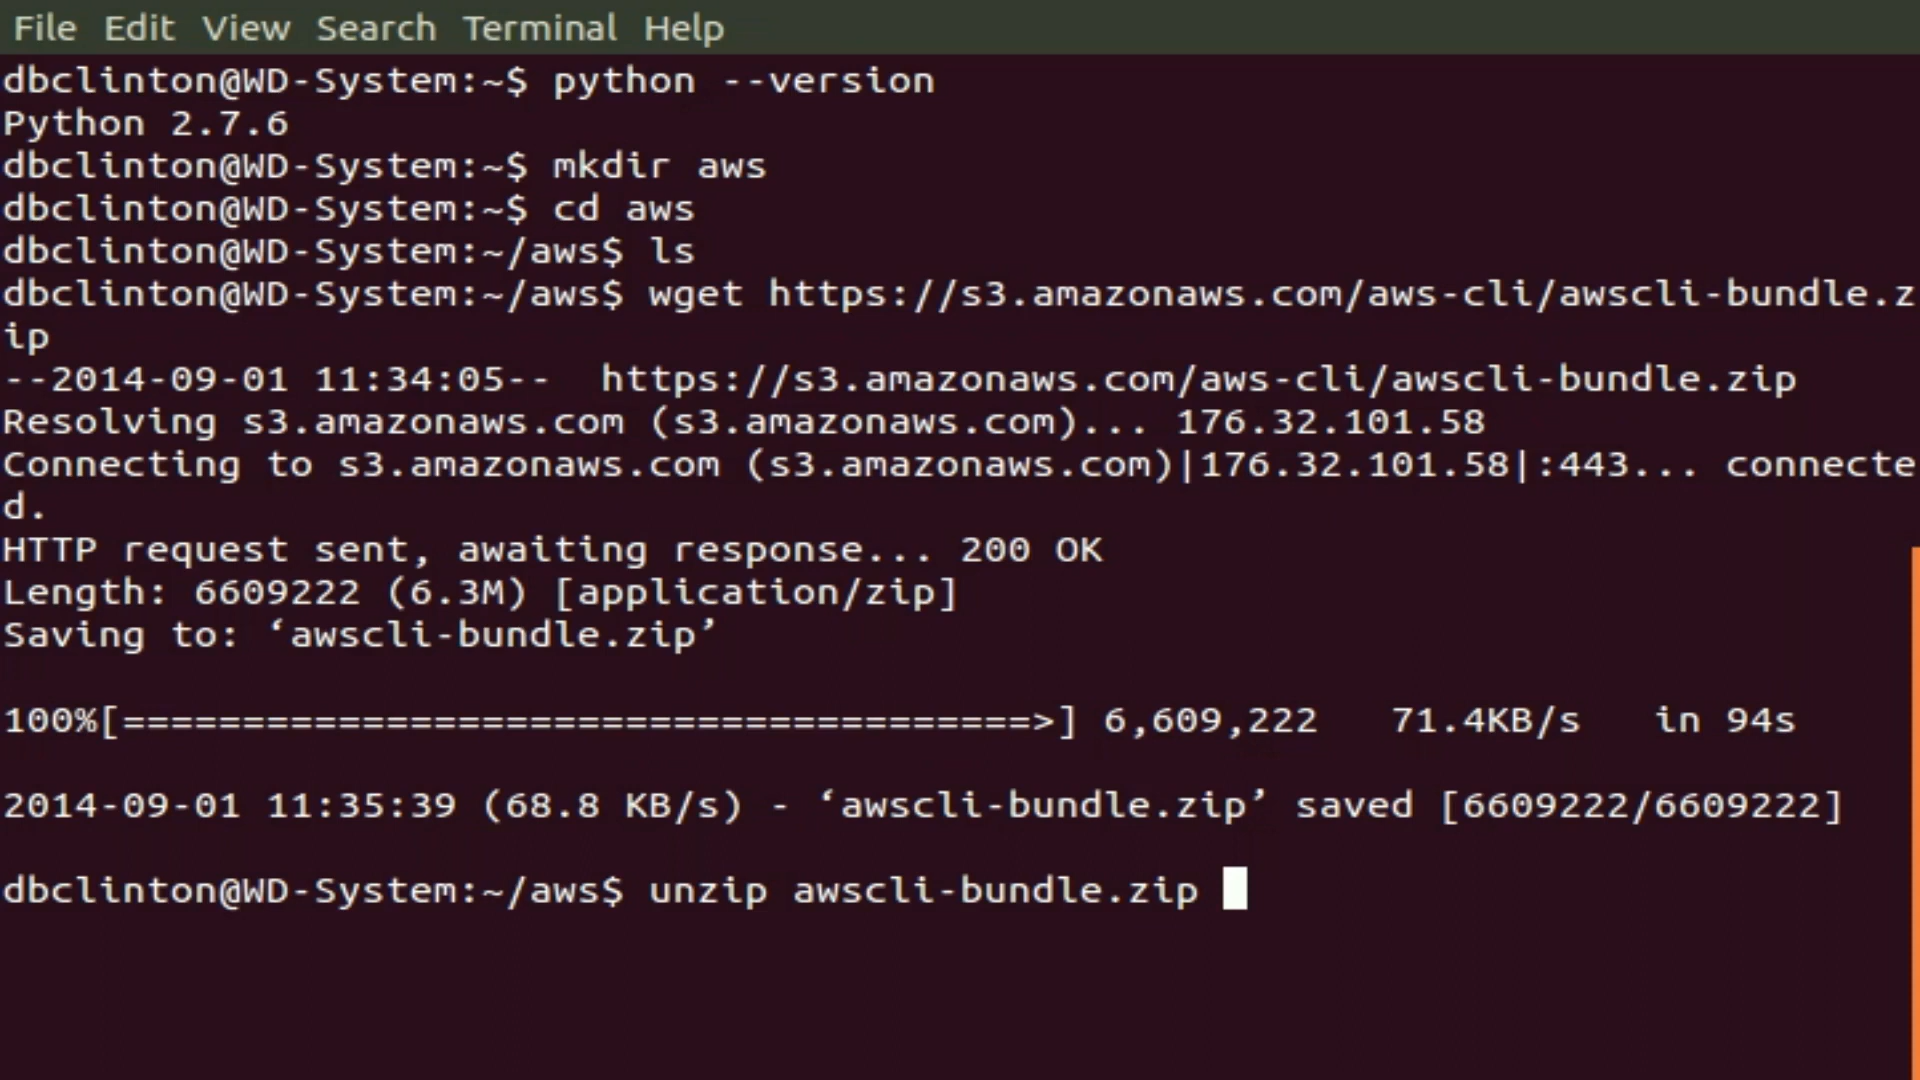 File Edit View Search Terminal Help
dbclinton@WD-System:~$ python --version
Python 2.7.6
dbclinton@WD-System:~$ mkdir aws
dbclinton@WD-System:~$ cd aws
dbclinton@WD-System:~/aws$ ls
dbclinton@WD-System:~/aws$ wget https://s3.amazonaws.com/aws-cli/awscli-bundle.z
ip
--2014-09-01 11:34:05--  https://s3.amazonaws.com/aws-cli/awscli-bundle.zip
Resolving s3.amazonaws.com (s3.amazonaws.com)... 176.32.101.58
Connecting to s3.amazonaws.com (s3.amazonaws.com)|176.32.101.58|:443... connecte
d.
HTTP request sent, awaiting response... 200 OK
Length: 6609222 (6.3M) [application/zip]
Saving to: ‘awscli-bundle.zip’
100%[======================================>] 6,609,222   71.4KB/s   in 94s
2014-09-01 11:35:39 (68.8 KB/s) - ‘awscli-bundle.zip’ saved [6609222/6609222]
dbclinton@WD-System:~/aws$ unzip awscli-bundle.zip